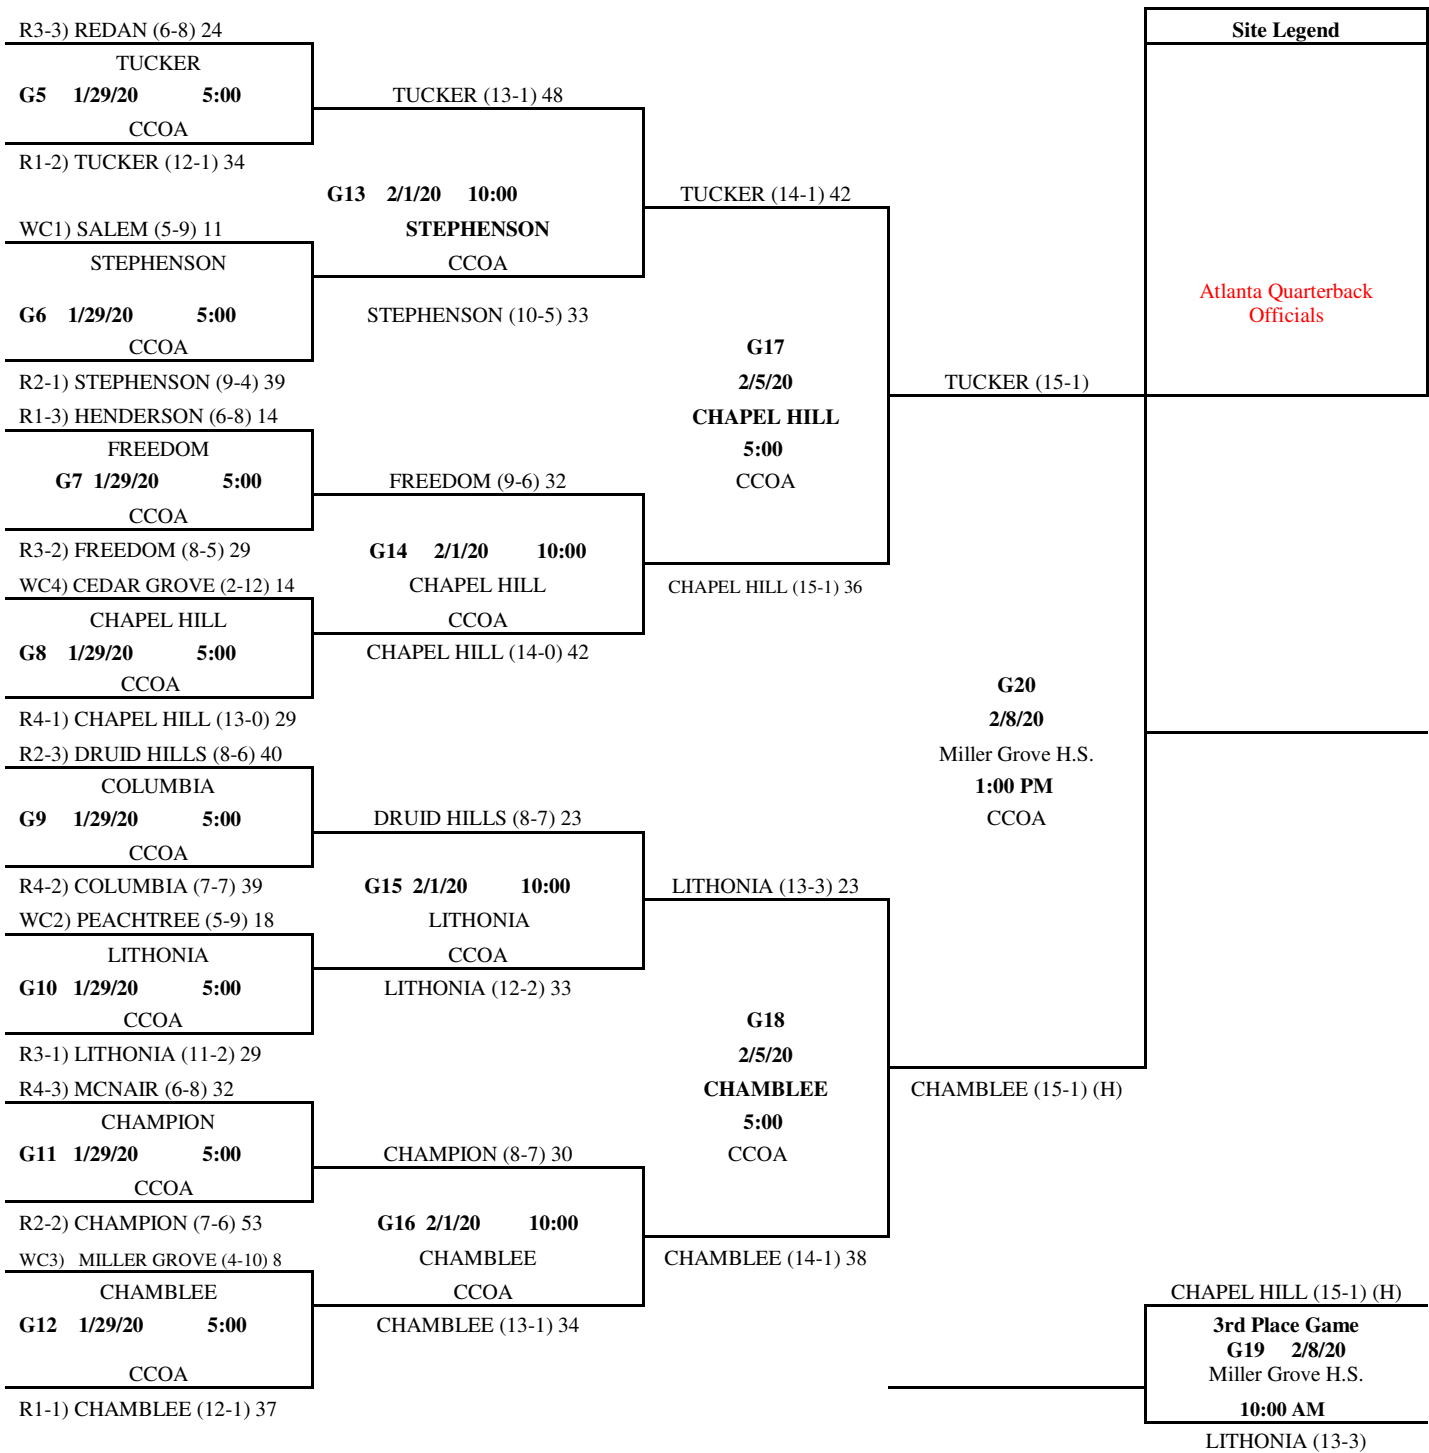 R3-3) REDAN (6-8) 24
TUCKER
G5 1/29/20 5:00
CCOA
R1-2) TUCKER (12-1) 34
WC1) SALEM (5-9) 11
STEPHENSON
G6 1/29/20 5:00
CCOA
R2-1) STEPHENSON (9-4) 39
R1-3) HENDERSON (6-8) 14
FREEDOM
G7 1/29/20 5:00
CCOA
R3-2) FREEDOM (8-5) 29
WC4) CEDAR GROVE (2-12) 14
CHAPEL HILL
G8 1/29/20 5:00
CCOA
R4-1) CHAPEL HILL (13-0) 29
R2-3) DRUID HILLS (8-6) 40
COLUMBIA
G9 1/29/20 5:00
CCOA
R4-2) COLUMBIA (7-7) 39
WC2) PEACHTREE (5-9) 18
LITHONIA
G10 1/29/20 5:00
CCOA
R3-1) LITHONIA (11-2) 29
R4-3) MCNAIR (6-8) 32
CHAMPION
G11 1/29/20 5:00
CCOA
R2-2) CHAMPION (7-6) 53
WC3) MILLER GROVE (4-10) 8
CHAMBLEE
G12 1/29/20 5:00
CCOA
R1-1) CHAMBLEE (12-1) 37
TUCKER (13-1) 48
G13 2/1/20 10:00
STEPHENSON
CCOA
STEPHENSON (10-5) 33
FREEDOM (9-6) 32
G14 2/1/20 10:00
CHAPEL HILL
CCOA
CHAPEL HILL (14-0) 42
DRUID HILLS (8-7) 23
G15 2/1/20 10:00
LITHONIA
CCOA
LITHONIA (12-2) 33
CHAMPION (8-7) 30
G16 2/1/20 10:00
CHAMBLEE
CCOA
CHAMBLEE (13-1) 34
TUCKER (14-1) 42
G17
2/5/20
CHAPEL HILL
5:00
CCOA
CHAPEL HILL (15-1) 36
LITHONIA (13-3) 23
G18
2/5/20
CHAMBLEE
5:00
CCOA
CHAMBLEE (14-1) 38
TUCKER (15-1)
G20
2/8/20
Miller Grove H.S.
1:00 PM
CCOA
CHAMBLEE (15-1) (H)
Site Legend
Atlanta Quarterback
Officials
CHAPEL HILL (15-1) (H)
3rd Place Game
G19 2/8/20
Miller Grove H.S.
10:00 AM
LITHONIA (13-3)